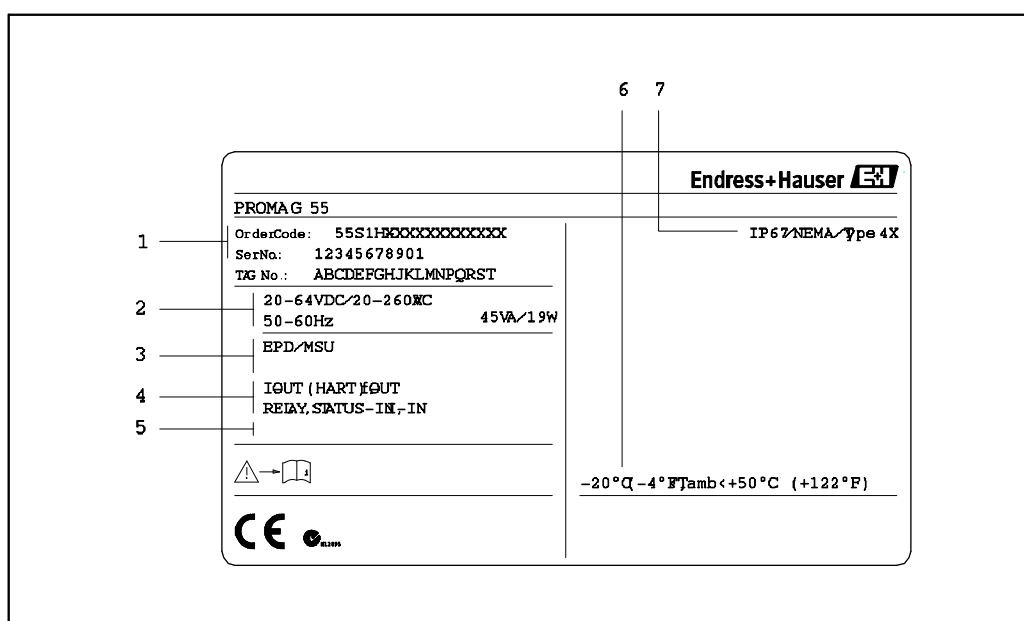 6 7
Endress+Hauser E+H
PROMAG 55
1
OrderCode: 55S1HXXXXXXXXXXXXX
IP67/NEMA/Type 4X
SerNo.: 12345678901
TAG No.: ABCDEFGHJKLMNPQRST
2
20-64VDC/20-260VAC
50-60Hz 45VA/19W
3
EPD/MSU
4
IOUT (HART), fOUT
RELAY, STATUS-IN, I-IN
5
i
-20°C (-4°F)<Tamb<+50°C (+122°F)
CE N12895